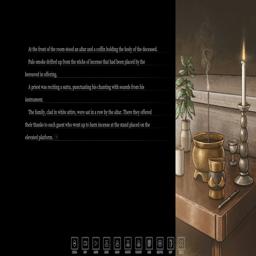 At the front of the room stood an altar and a coffin holding the body of the deceased.
Pale smoke drifted up from the sticks of incense that had been placed by the
bereaved in offering.
A priest was reciting a sutra, punctuating his chanting with sounds from his
instrument.
The family, clad in white attire, were sat in a row by the altar. There they offered
their thanks to each guest who went up to burn incense at the stand placed on the
elevated platform.